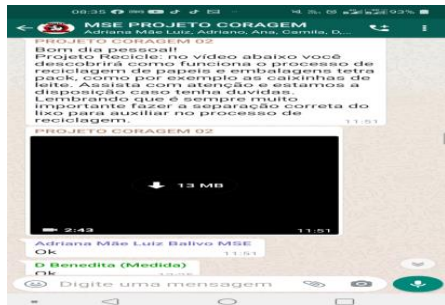 08:35
93%
MSE PROJETO CORAGEM
Adriana Mãe Luiz, Adriano, Ana, Camila, D...
PROJETO CORAGEM 02
Bom dia pessoal!
Projeto Recicle: no vídeo abaixo você
descobrirá como funciona o processo de
reciclagem de papeis e embalagens tetra
pack, como por exemplo as caixinhas de
leite. Assista com atenção e estamos a
disposição caso tenha duvidas.
Lembrando que é sempre muito
importante fazer a separação correta do
lixo para auxiliar no processo de
reciclagem.
11:51
PROJETO CORAGEM 02
13 MB
2:43
11:51
Adriana Mãe Luiz Balivo MSE
Ok
11:51
D Benedita (Medida)
Ok
Digite uma mensagem